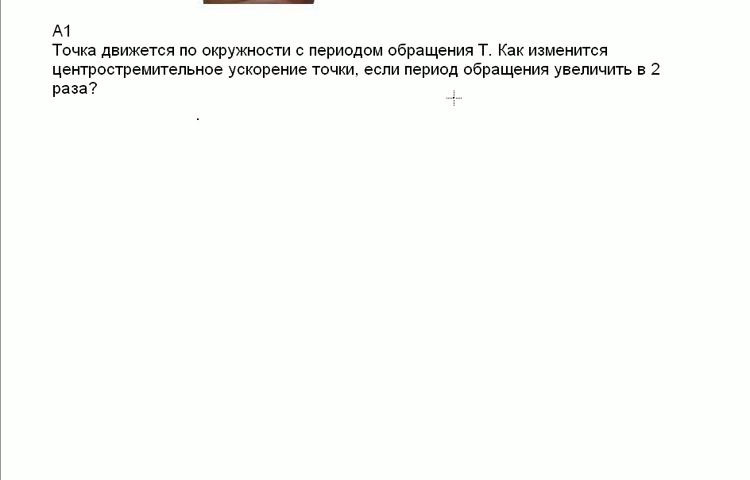 А1
Точка движется по окружности с периодом обращения Т. Как изменится
центростремительное ускорение точки, если период обращения увеличить в 2
раза?